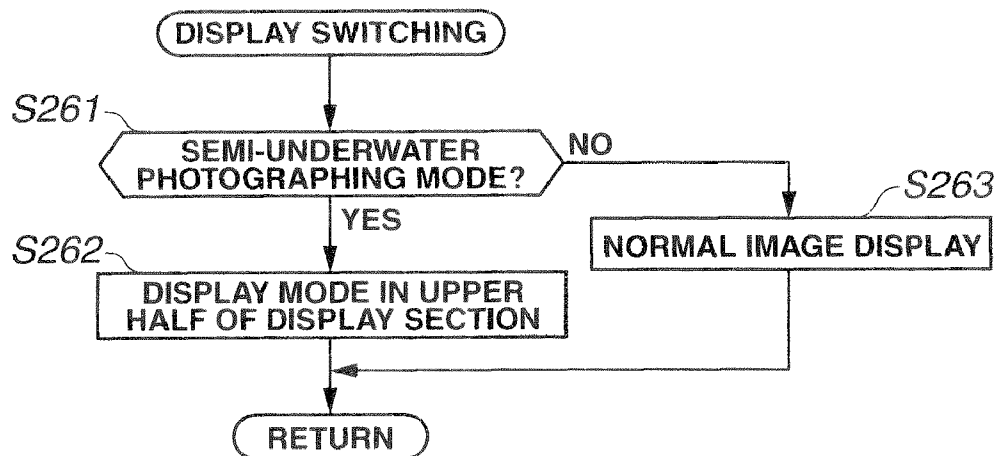 DISPLAY SWITCHING
S261
SEMI-UNDERWATER
PHOTOGRAPHING MODE?
NO
YES
S263
NORMAL IMAGE DISPLAY
S262
DISPLAY MODE IN UPPER
HALF OF DISPLAY SECTION
RETURN